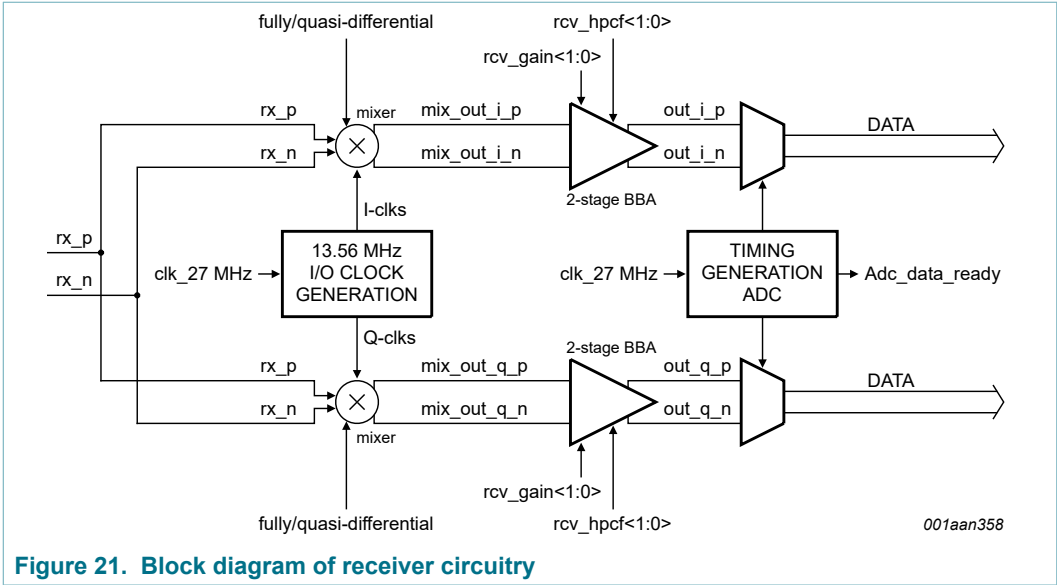 fully/quasi-differential
rcv_hpcf<1:0>
rcv_gain<1:0>
rx_p
mixer
mix_out_i_p
out_i_p
DATA
rx_n
mix_out_i_n
out_i_n
2-stage BBA
I-clks
rx_p
rx_n
clk_27 MHz
13.56 MHz
I/O CLOCK
GENERATION
clk_27 MHz
TIMING
GENERATION
ADC
Adc_data_ready
Q-clks
2-stage BBA
rx_p
mix_out_q_p
out_q_p
DATA
rx_n
mix_out_q_n
out_q_n
mixer
rcv_gain<1:0>
fully/quasi-differential
rcv_hpcf<1:0>
001aan358
Figure 21. Block diagram of receiver circuitry